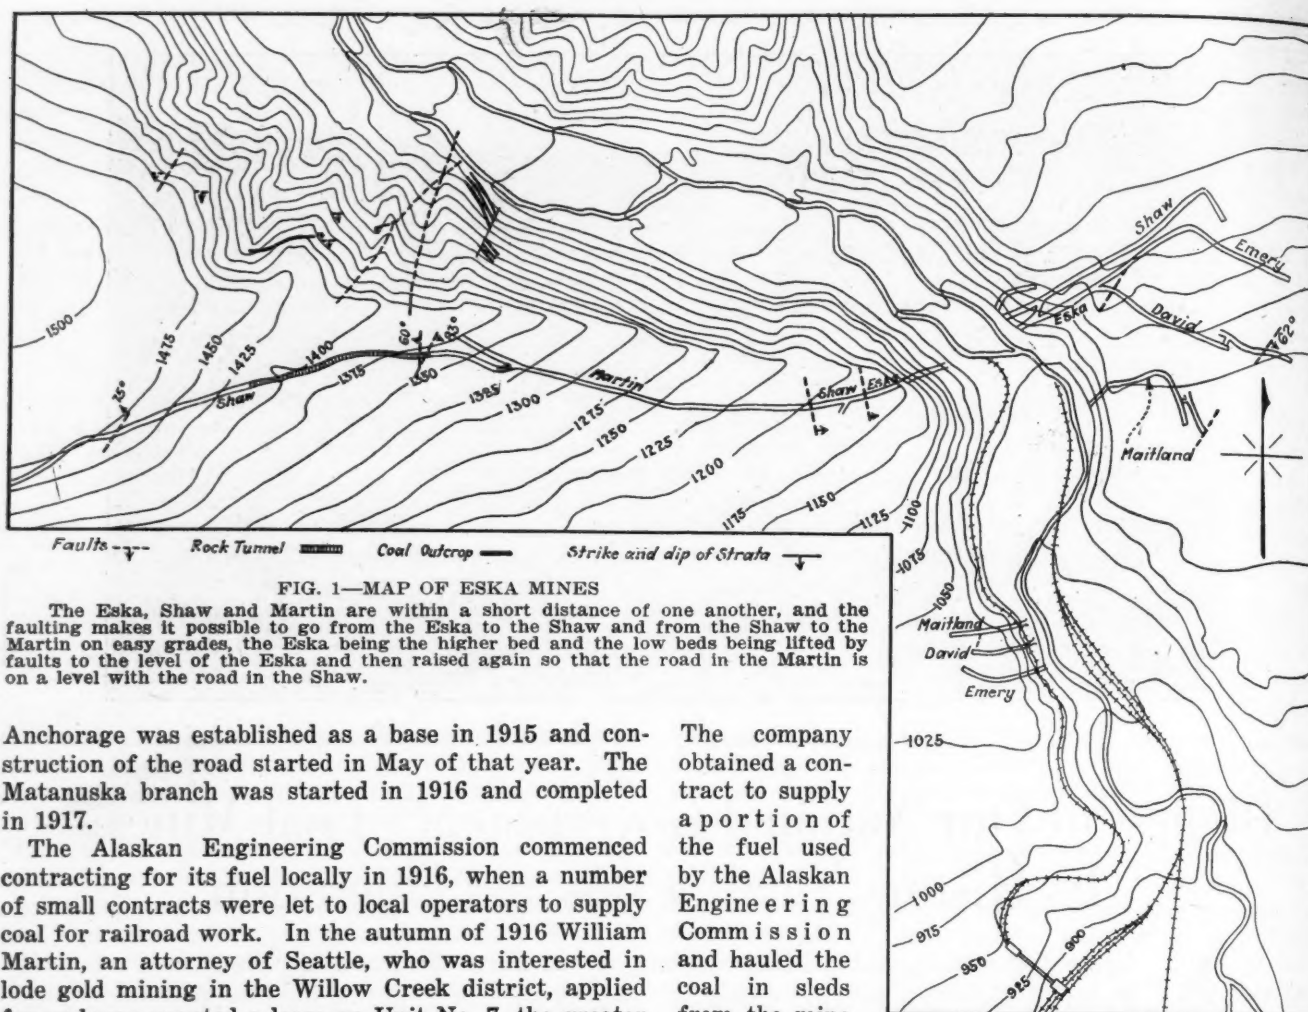 Shaw
Emery
Eska
David
62°
Maitland
1500
1475
1450
1425
1400
1375
1350
1325
1300
1275
1250
1225
1200
1175
1150
1125
1100
1075
1050
60°
75°
Shaw
Martin
Shaw
Eska
Maitland
David
Emery
1025
1000
975
950
925
900
Faults
Rock Tunnel
Coal Outcrop
Strike and dip of Strata
FIG. 1—MAP OF ESKA MINES
The Eska, Shaw and Martin are within a short distance of one another, and the
faulting makes it possible to go from the Eska to the Shaw and from the Shaw to the
Martin on easy grades, the Eska being the higher bed and the low beds being lifted by
faults to the level of the Eska and then raised again so that the road in the Martin is
on a level with the road in the Shaw.
Anchorage was established as a base in 1915 and con-
struction of the road started in May of that year. The
Matanuska branch was started in 1916 and completed
in 1917.
The Alaskan Engineering Commission commenced
contracting for its fuel locally in 1916, when a number
of small contracts were let to local operators to supply
coal for railroad work. In the autumn of 1916 William
Martin, an attorney of Seattle, who was interested in
lode gold mining in the Willow Creek district, applied
The company
obtained a con-
tract to supply
a portion of
the fuel used
by the Alaskan
Engineering
Commission
and hauled the
coal in sleds